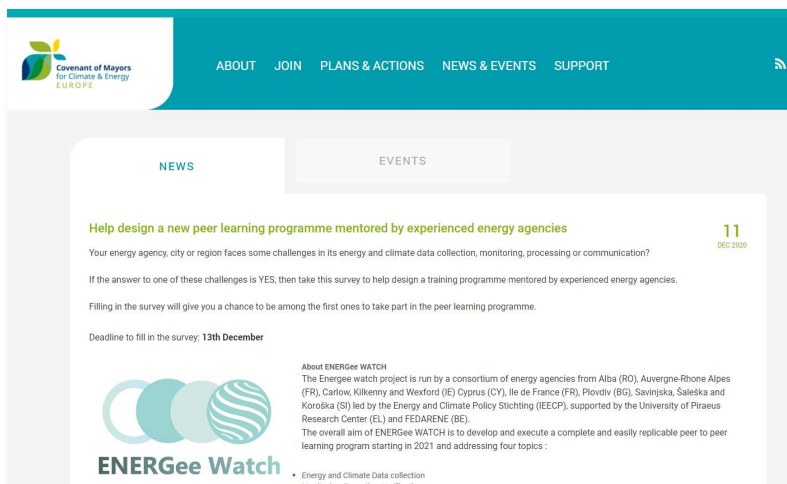 Covenant of Mayors
for Climate & Energy
EUROPE
ABOUT JOIN PLANS & ACTIONS NEWS & EVENTS SUPPORT
NEWS
EVENTS
Help design a new peer learning programme mentored by experienced energy agencies
11
DEC 2020
Your energy agency, city or region faces some challenges in its energy and climate data collection, monitoring, processing or communication?
If the answer to one of these challenges is YES, then take this survey to help design a training programme mentored by experienced energy agencies.
Filling in the survey will give you a chance to be among the first ones to take part in the peer learning programme.
Deadline to fill in the survey: 13th December
About ENERGee WATCH
The Energee watch project is run by a consortium of energy agencies from Alba (RO), Auvergne-Rhone Alpes
(FR), Carlow, Kilkenny and Wexford (IE) Cyprus (CY), Ile de France (FR), Plovdiv (BG), Savinjska, Šaleška and
Koroška (SI) led by the Energy and Climate Policy Stichting (IEECP), supported by the University of Piraeus
Research Center (EL) and FEDARENE (BE).
The overall aim of ENERGee WATCH is to develop and execute a complete and easily replicable peer to peer
learning program starting in 2021 and addressing four topics :
ENERGee Watch
• Energy and Climate Data collection